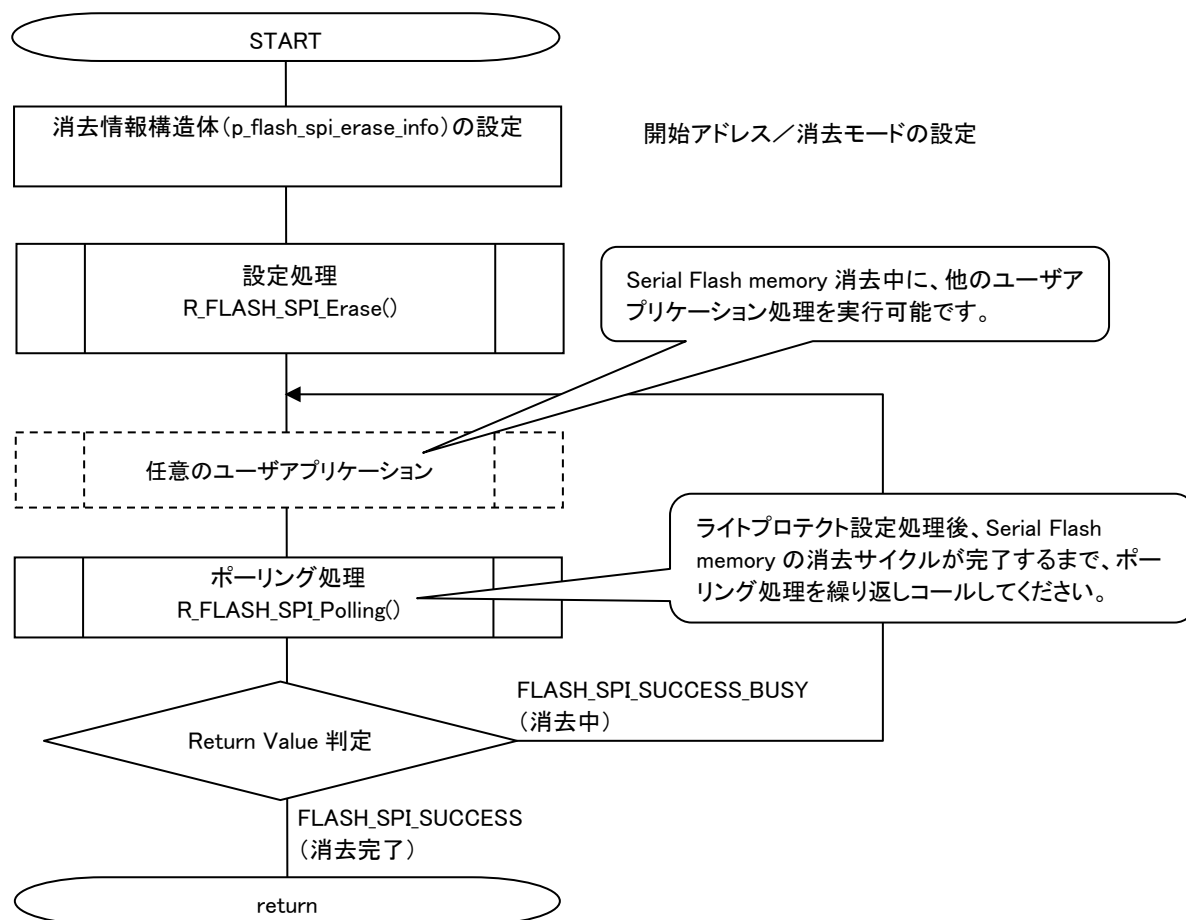 START
消去情報構造体（p_flash_spi_erase_info）の設定
開始アドレス／消去モードの設定
設定処理
R_FLASH_SPI_Erase()
Serial Flash memory 消去中に、他のユーザア
プリケーション処理を実行可能です。
任意のユーザアプリケーション
ライトプロテクト設定処理後、Serial Flash
memory の消去サイクルが完了するまで、ポー
リング処理を繰り返しコールしてください。
ポーリング処理
R_FLASH_SPI_Polling()
FLASH_SPI_SUCCESS_BUSY
（消去中）
Return Value 判定
FLASH_SPI_SUCCESS
（消去完了）
return